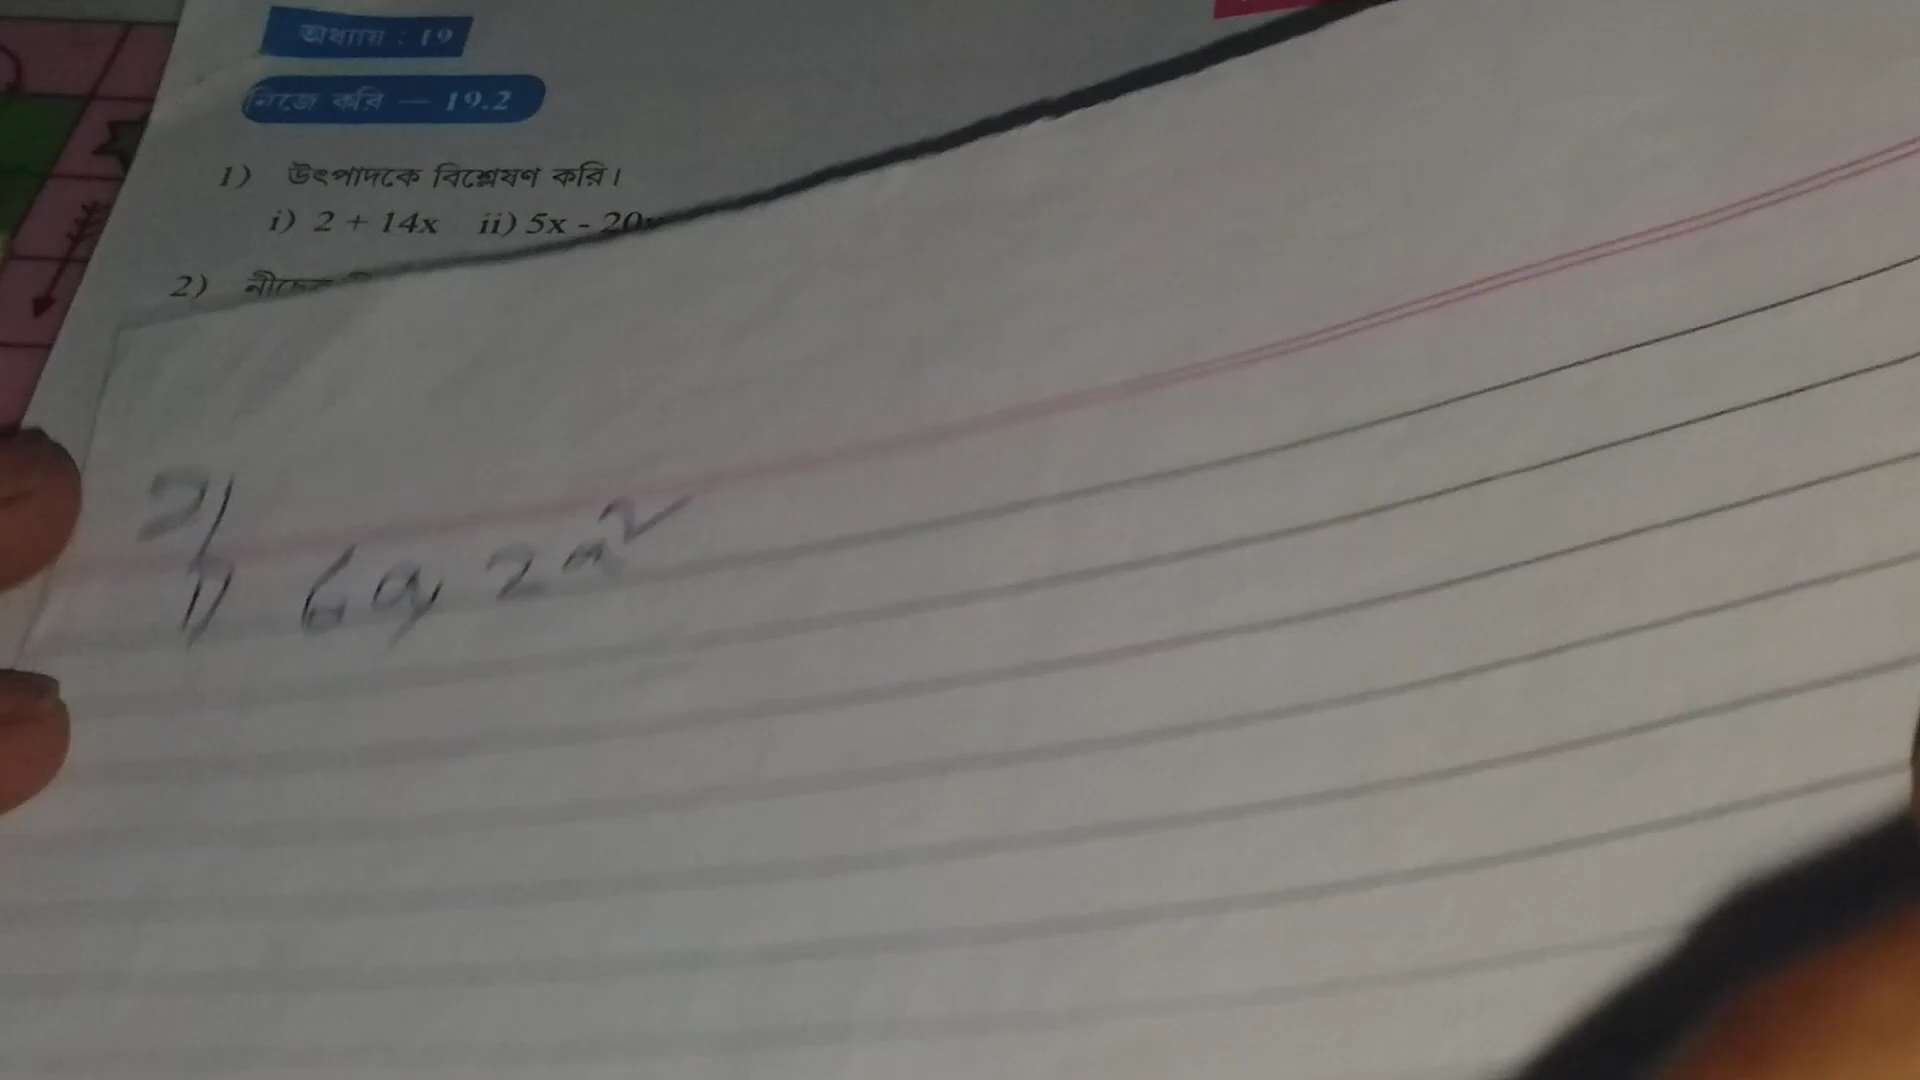 অধ্যায় : 19
নিজে করি — 19.2
1) উৎপাদকে বিশ্লেষণ করি।
i) 2 + 14x ii) 5x - 20
2)
2)
i) 6a, 2a²